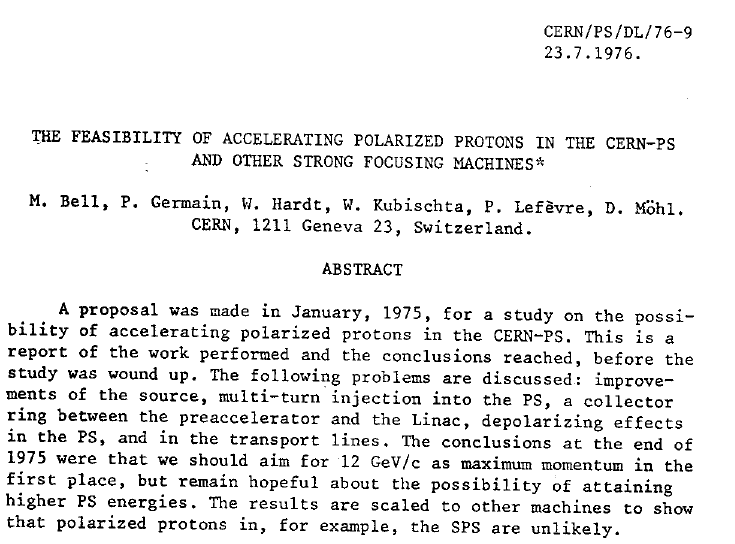 CERN/PS/DL/76-9
23.7.1976.
THE FEASIBILITY OF ACCELERATING POLARIZED PROTONS IN THE CERN-PS
AND OTHER STRONG FOCUSING MACHINES*
M. Bell, P. Germain, W. Hardt, W. Kubischta, P. Lefèvre, D. Möhl.
CERN, 1211 Geneva 23, Switzerland.
ABSTRACT
A proposal was made in January, 1975, for a study on the possi-
bility of accelerating polarized protons in the CERN-PS. This is a
report of the work performed and the conclusions reached, before the
study was wound up. The following problems are discussed: improve-
ments of the source, multi-turn injection into the PS, a collector
ring between the preaccelerator and the Linac, depolarizing effects
in the PS, and in the transport lines. The conclusions at the end of
1975 were that we should aim for 12 GeV/c as maximum momentum in the
first place, but remain hopeful about the possibility of attaining
higher PS energies. The results are scaled to other machines to show
that polarized protons in, for example, the SPS are unlikely.